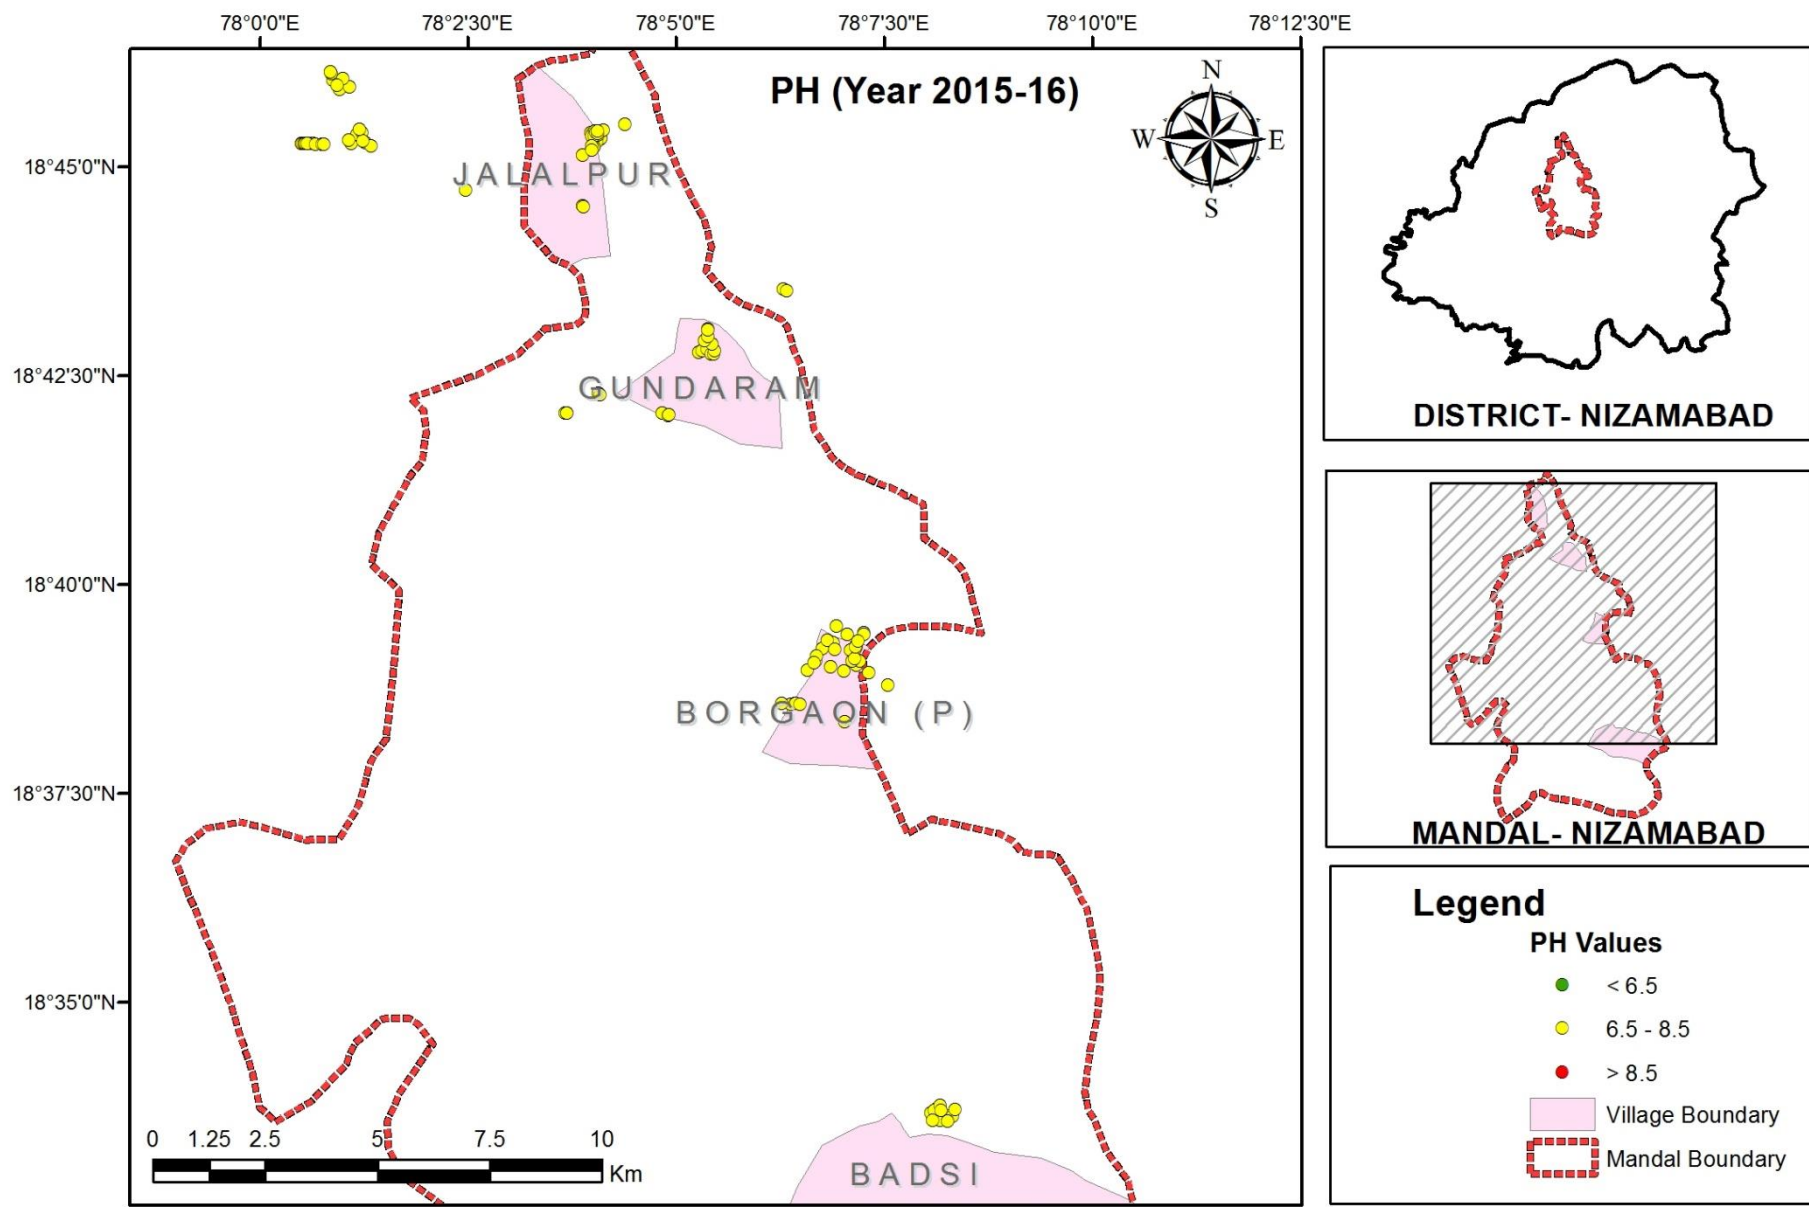 78°0'0"E 78°2'30"E 78°5'0"E 78°7'30"E 78°10'0"E 78°12'30"E
PH (Year 2015-16)
N
W E
S
18°45'0"N
JALALPUR
18°42'30"N
GUNDARAM
18°40'0"N
BORGAON (P)
18°37'30"N
18°35'0"N
0 1.25 2.5 5 7.5 10
Km
BADSI
DISTRICT- NIZAMABAD
MANDAL- NIZAMABAD
Legend
PH Values
< 6.5
6.5 - 8.5
> 8.5
Village Boundary
Mandal Boundary